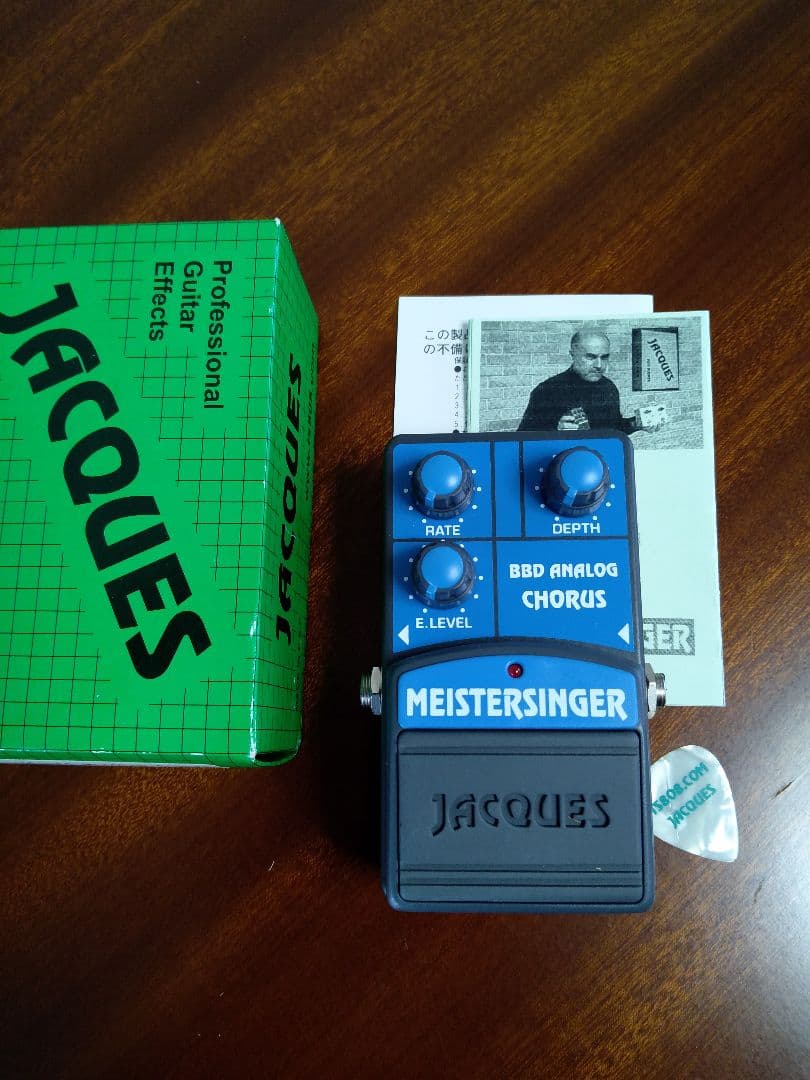 Professional
Guitar
Effects
JACQUES
JACQUES
この製
の不備
JACQUES
RATE
DEPTH
E.LEVEL
BBD ANALOG
CHORUS
MEISTERSINGER
JACQUES
GER
JACQUES